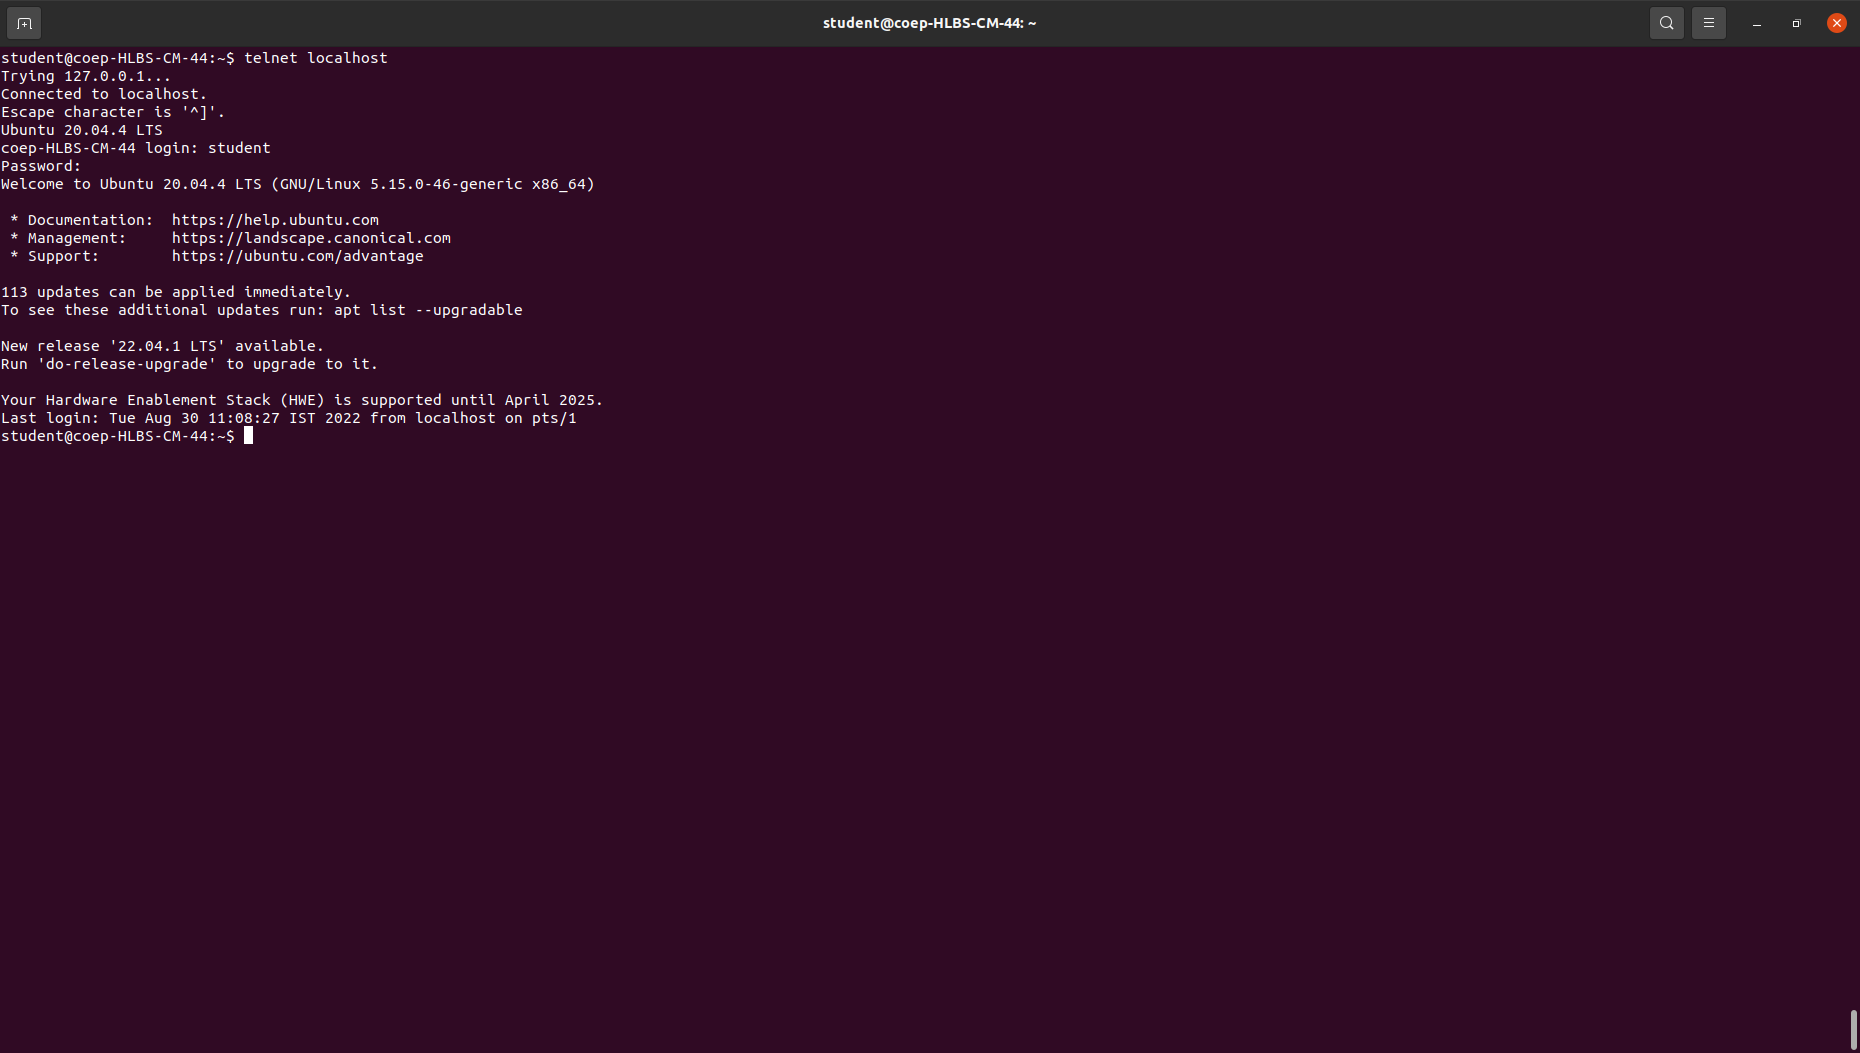 student@coep-HLBS-CM-44: ~
student@coep-HLBS-CM-44:~$ telnet localhost
Trying 127.0.0.1...
Connected to localhost.
Escape character is '^]'.
Ubuntu 20.04.4 LTS
coep-HLBS-CM-44 login: student
Password:
Welcome to Ubuntu 20.04.4 LTS (GNU/Linux 5.15.0-46-generic x86_64)

 * Documentation:  https://help.ubuntu.com
 * Management:     https://landscape.canonical.com
 * Support:        https://ubuntu.com/advantage

113 updates can be applied immediately.
To see these additional updates run: apt list --upgradable

New release '22.04.1 LTS' available.
Run 'do-release-upgrade' to upgrade to it.

Your Hardware Enablement Stack (HWE) is supported until April 2025.
Last login: Tue Aug 30 11:08:27 IST 2022 from localhost on pts/1
student@coep-HLBS-CM-44:~$